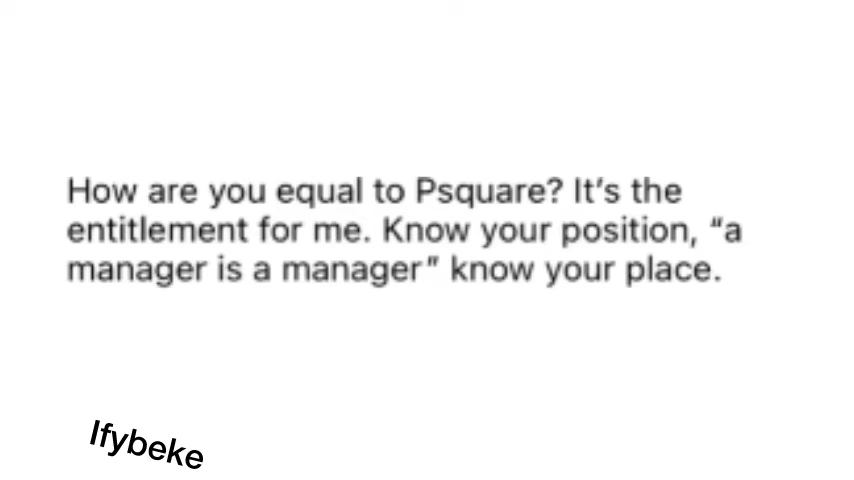 How are you equal to Psquare? It’s the
entitlement for me. Know your position, “a
manager is a manager” know your place.
Ifybeke